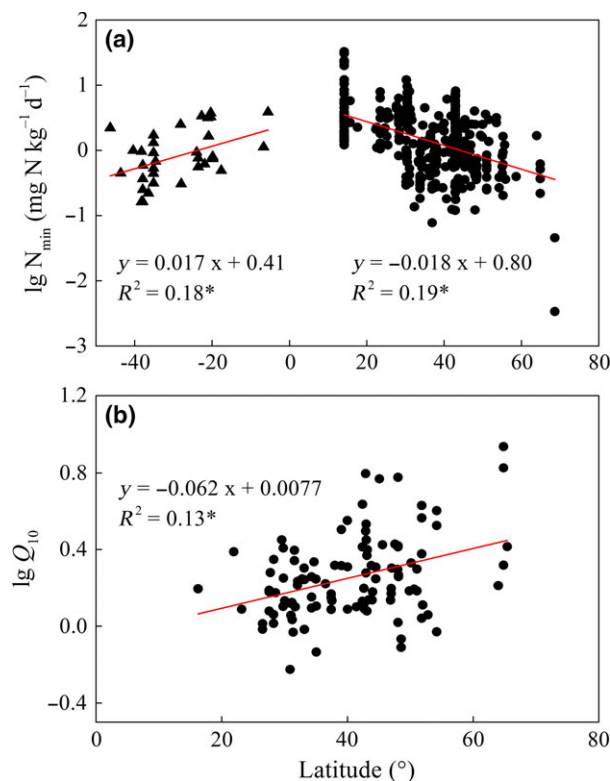 (a)
2
1
0
−1
−2
−3
lg N_min (mg N kg⁻¹ d⁻¹)
y = 0.017 x + 0.41
R² = 0.18*
y = −0.018 x + 0.80
R² = 0.19*
-40 -20 0 20 40 60 80
(b)
1.2
0.8
0.4
0.0
−0.4
lg Q₁₀
y = −0.062 x + 0.0077
R² = 0.13*
0 20 40 60 80
Latitude (°)